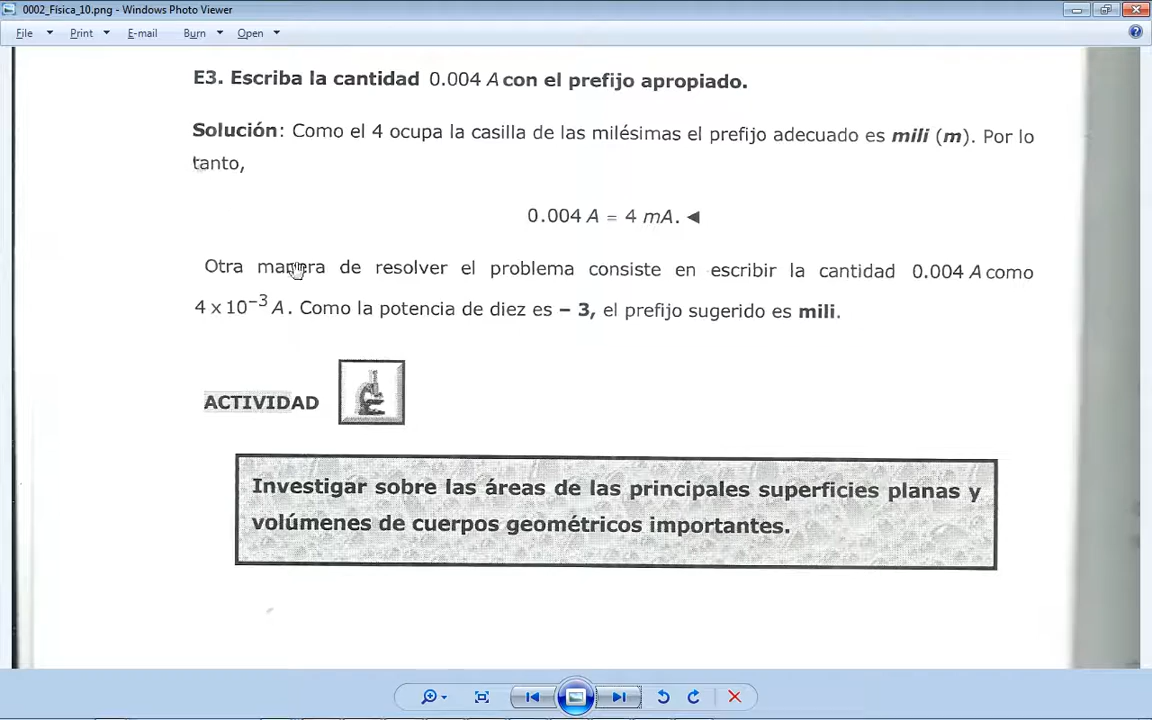 0002_Fisica_10.png - Windows Photo Viewer
File Print E-mail Burn Open
E3. Escriba la cantidad 0.004 A con el prefijo apropiado.
Solución: Como el 4 ocupa la casilla de las milésimas el prefijo adecuado es mili (m). Por lo
tanto,
0.004 A = 4 mA. ◄
Otra manera de resolver el problema consiste en escribir la cantidad 0.004 A como
4 x 10⁻³ A. Como la potencia de diez es – 3, el prefijo sugerido es mili.
ACTIVIDAD
Investigar sobre las áreas de las principales superficies planas y
volúmenes de cuerpos geométricos importantes.